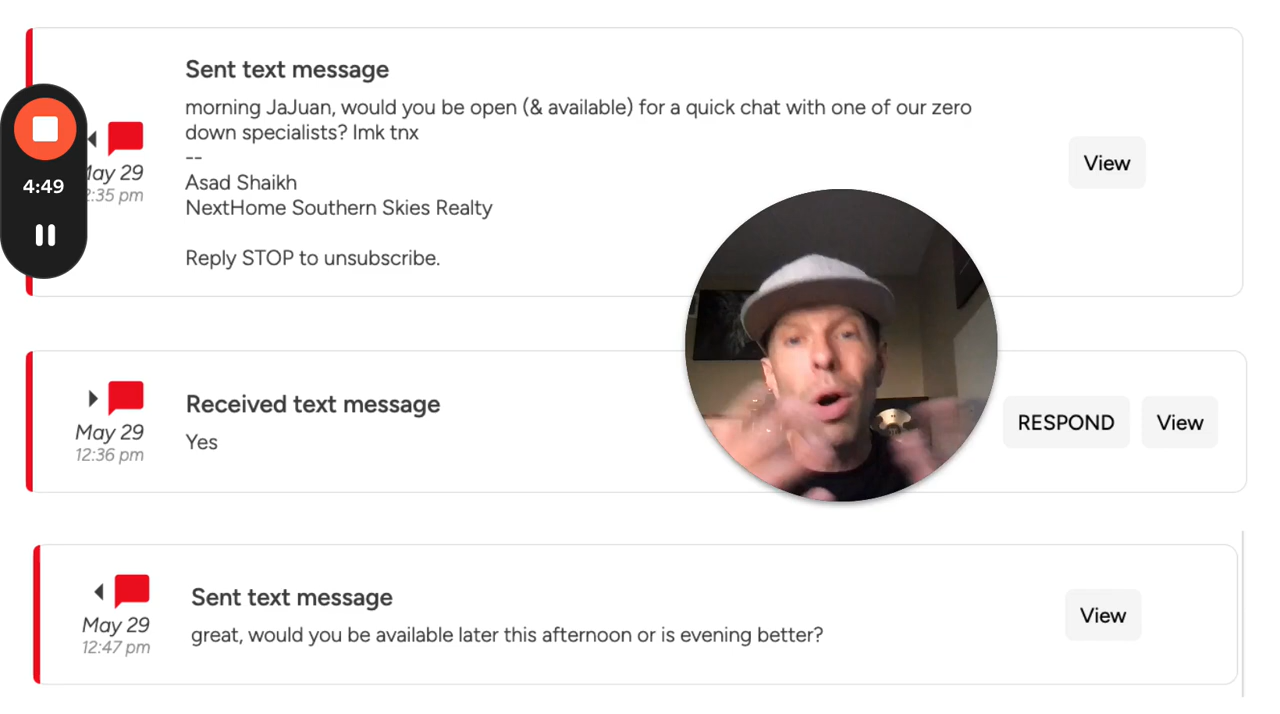 Sent text message
morning JaJuan, would you be open (& available) for a quick chat with one of our zero
down specialists? lmk tnx
--
Asad Shaikh
NextHome Southern Skies Realty
Reply STOP to unsubscribe.
View
4:49
May 29
2:35 pm
Received text message
Yes
May 29
12:36 pm
RESPOND
View
Sent text message
great, would you be available later this afternoon or is evening better?
May 29
12:47 pm
View